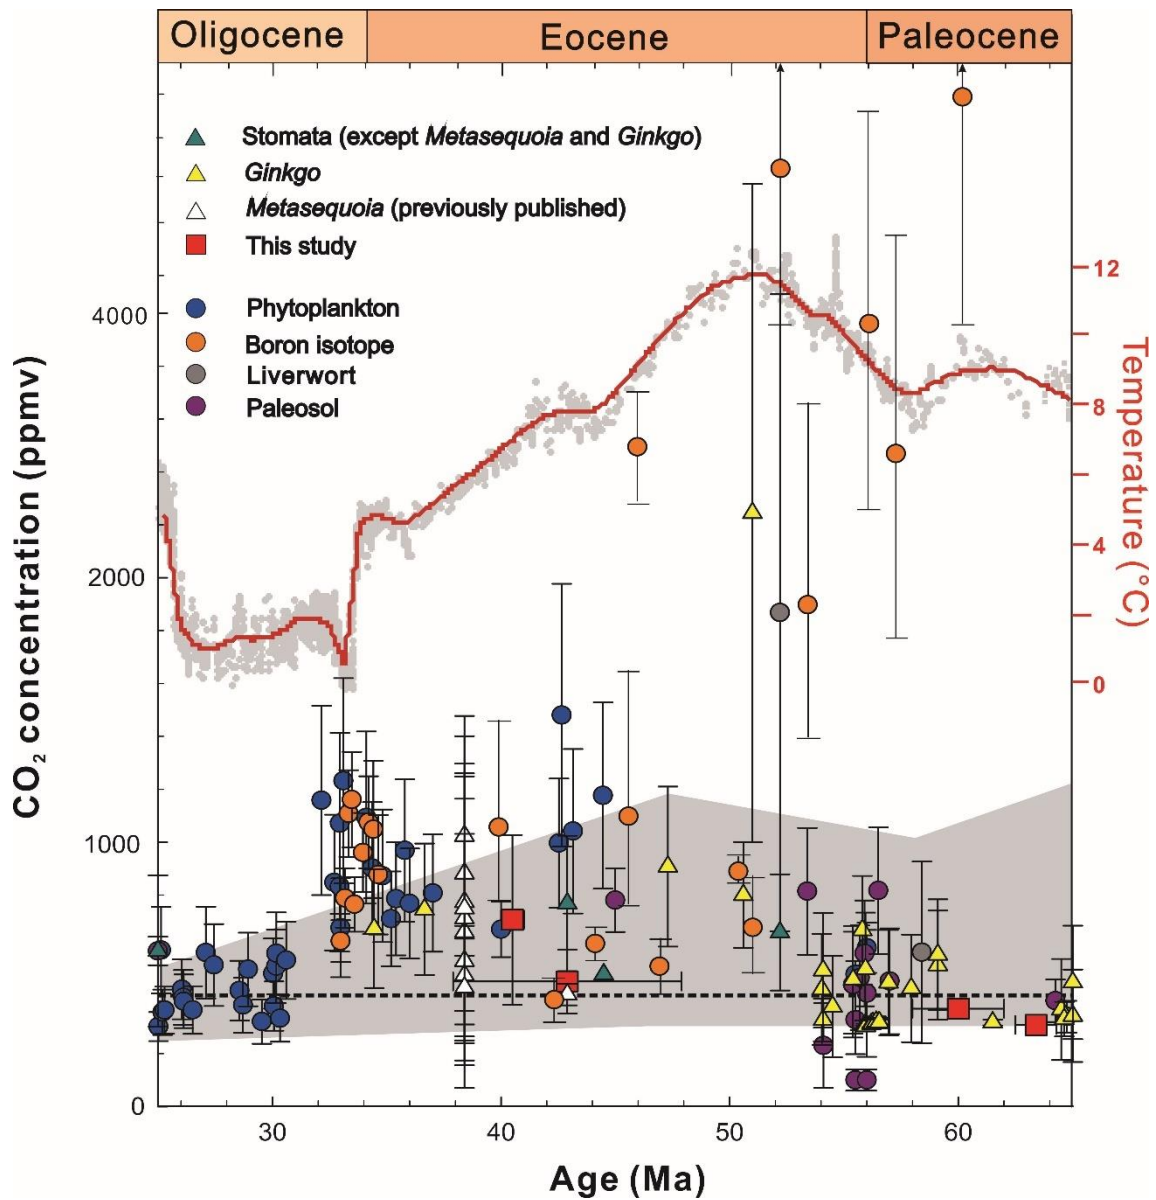 Oligocene
Eocene
Paleocene
Stomata (except Metasequoia and Ginkgo)
Ginkgo
Metasequoia (previously published)
This study
Phytoplankton
Boron isotope
Liverwort
Paleosol
CO2 concentration (ppmv)
4000
2000
1000
0
12
8
4
2
0
Temperature (°C)
30
40
50
60
Age (Ma)